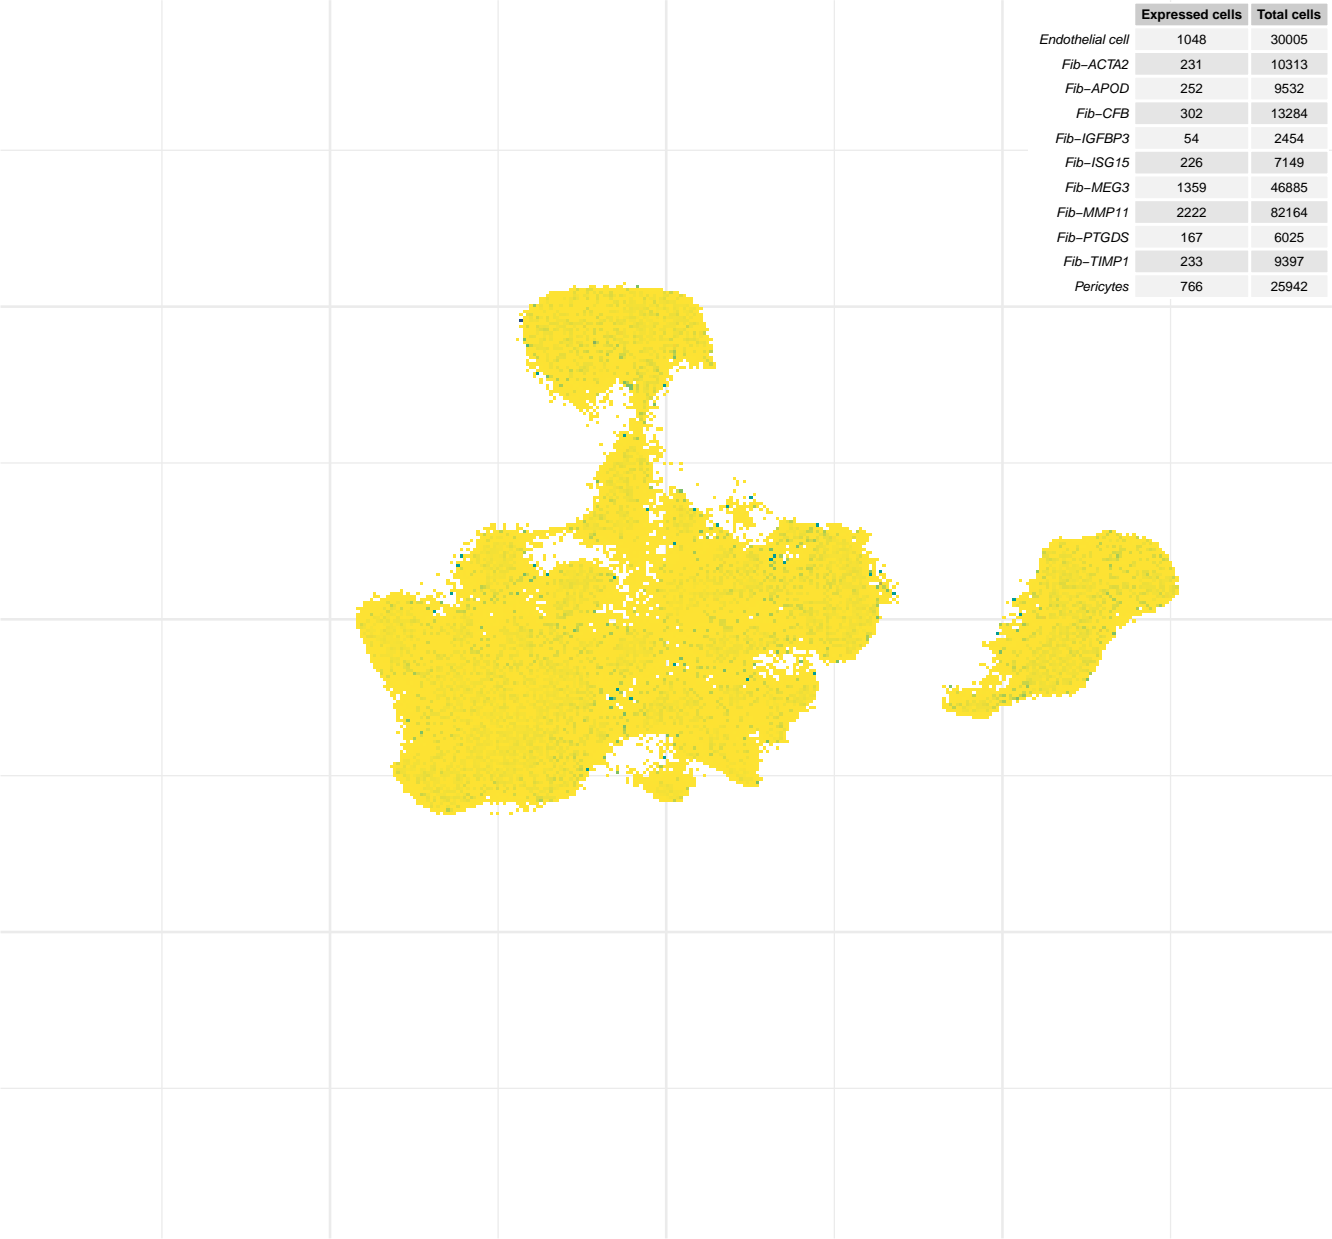 Expressed cells Total cells
Endothelial cell 1048 30005
Fib−ACTA2 231 10313
Fib−APOD 252 9532
Fib−CFB 302 13284
Fib−IGFBP3 54 2454
Fib−ISG15 226 7149
Fib−MEG3 1359 46885
Fib−MMP11 2222 82164
Fib−PTGDS 167 6025
Fib−TIMP1 233 9397
Pericytes 766 25942